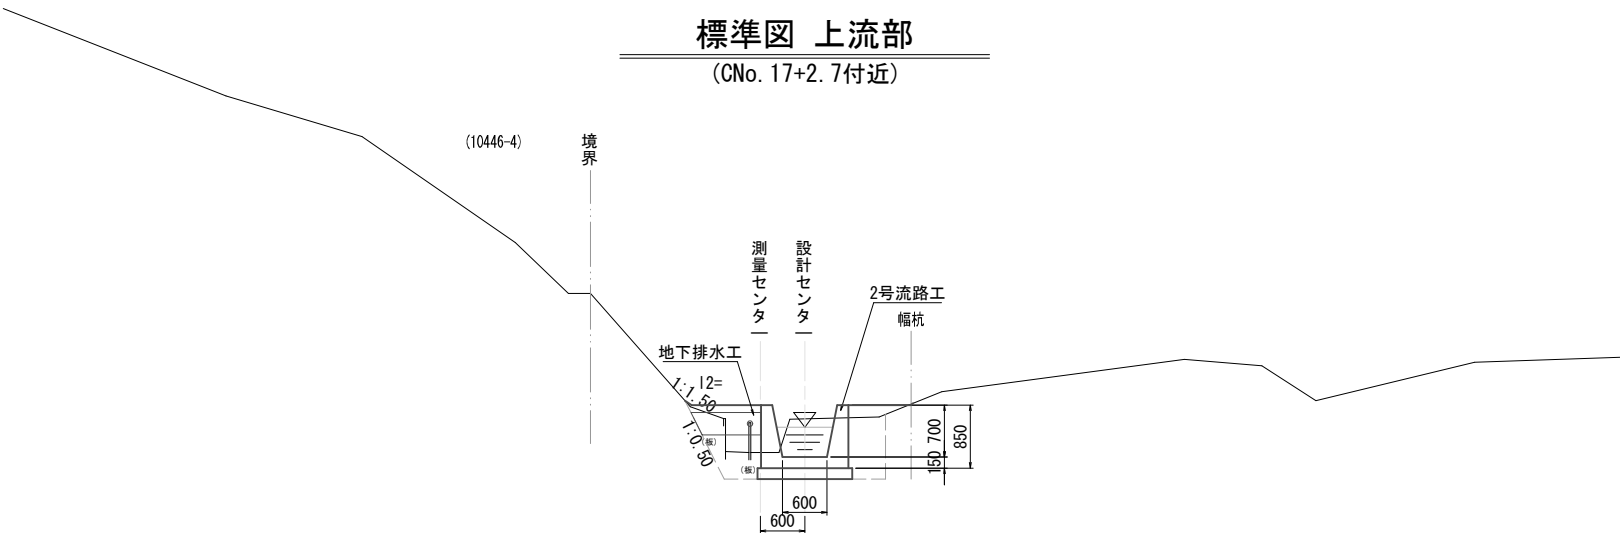 標準図 上流部
(CNo.17+2.7付近)
(10446-4)
境界
測量センター
設計センター
2号流路工
幅杭
地下排水工
l2=
1:1.50
1:0.50
(板)
(板)
700
850
150
600
600